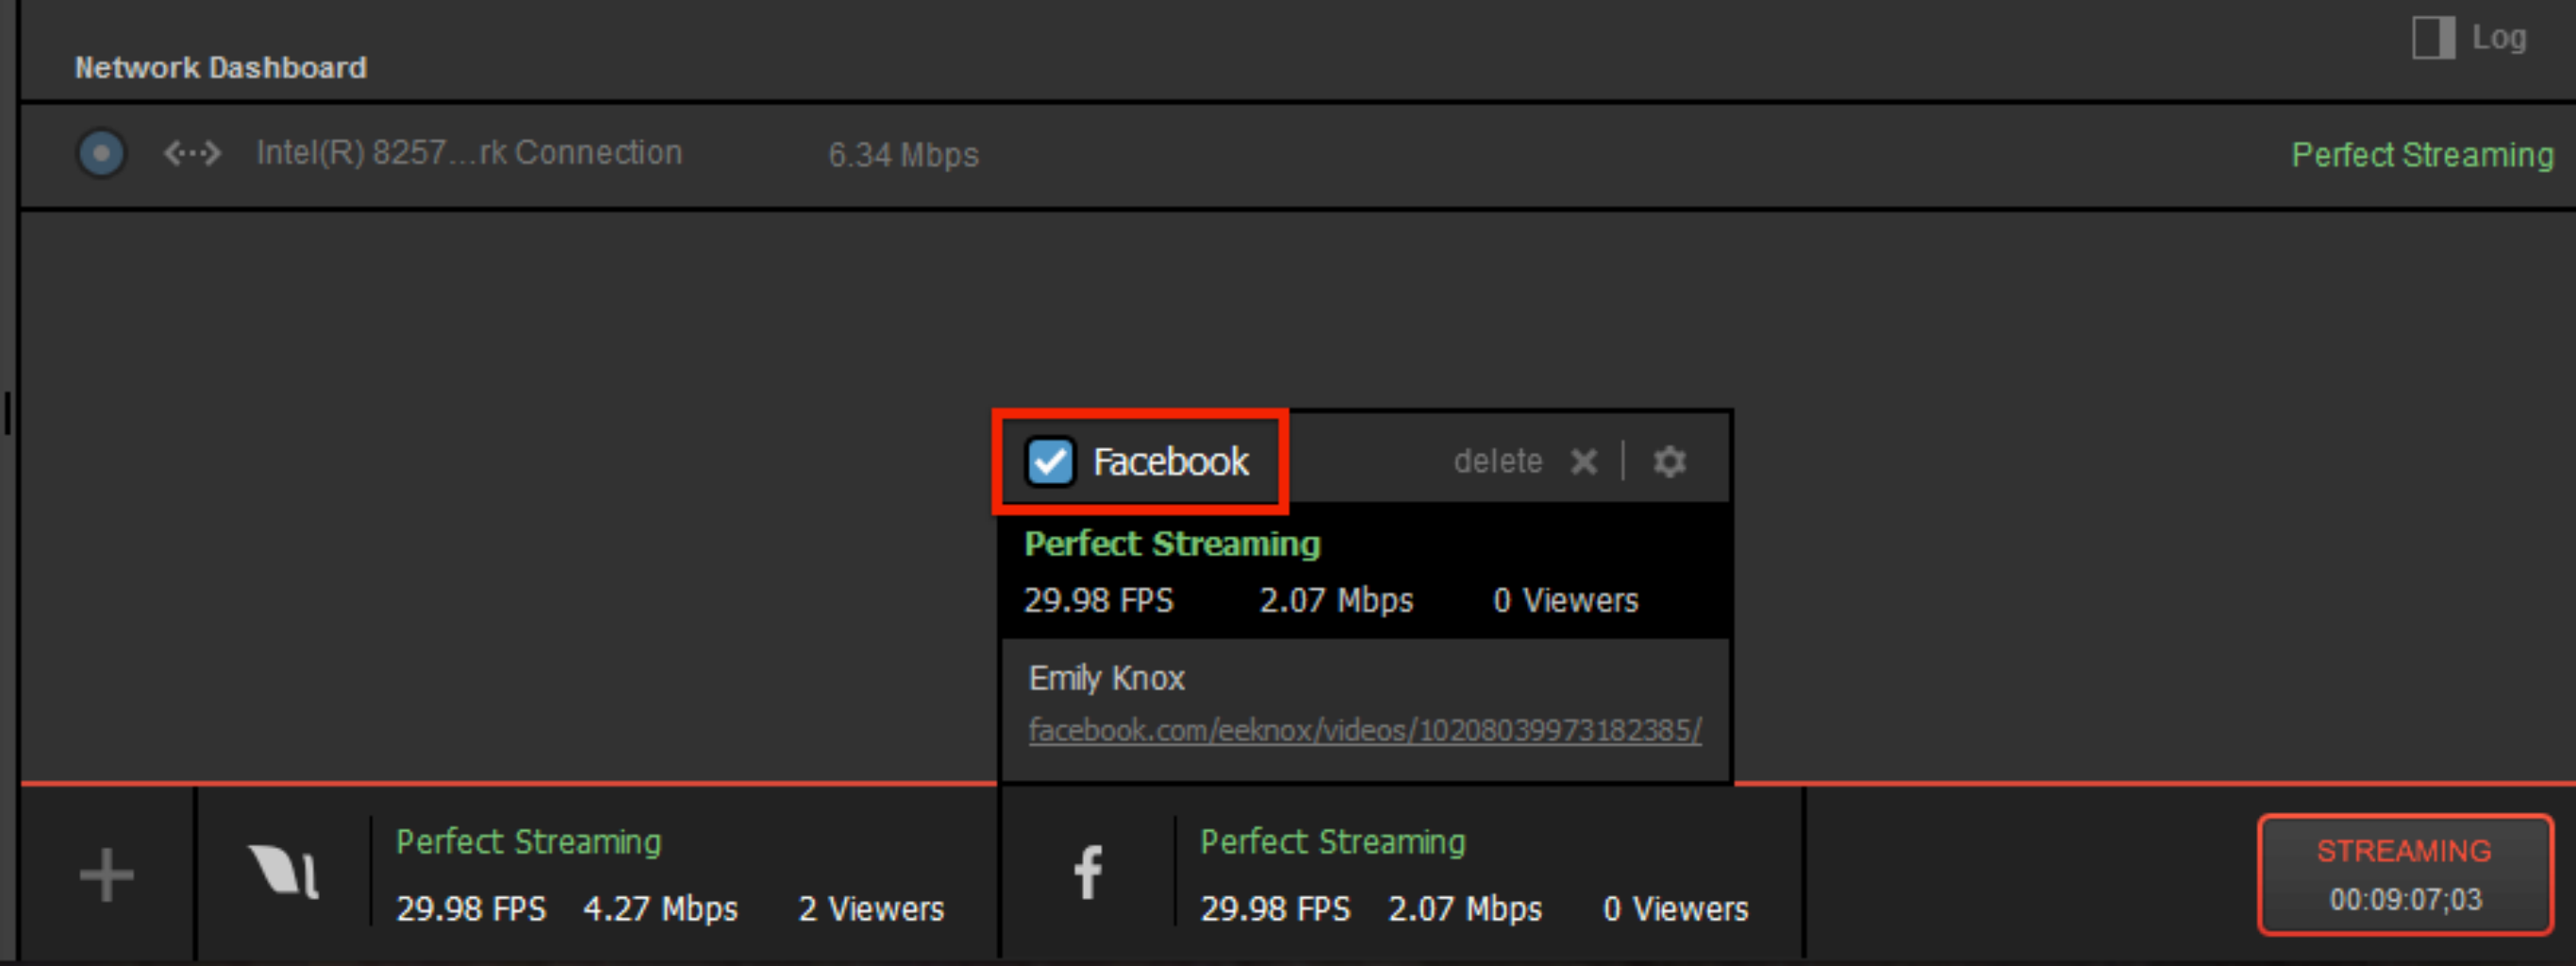 Log
Network Dashboard
Intel(R) 8257...rk Connection 6.34 Mbps Perfect Streaming
Facebook delete
Perfect Streaming
29.98 FPS 2.07 Mbps 0 Viewers
Emily Knox
facebook.com/eeknox/videos/10208039973182385/
Perfect Streaming
29.98 FPS 4.27 Mbps 2 Viewers
Perfect Streaming
29.98 FPS 2.07 Mbps 0 Viewers
STREAMING
00:09:07;03